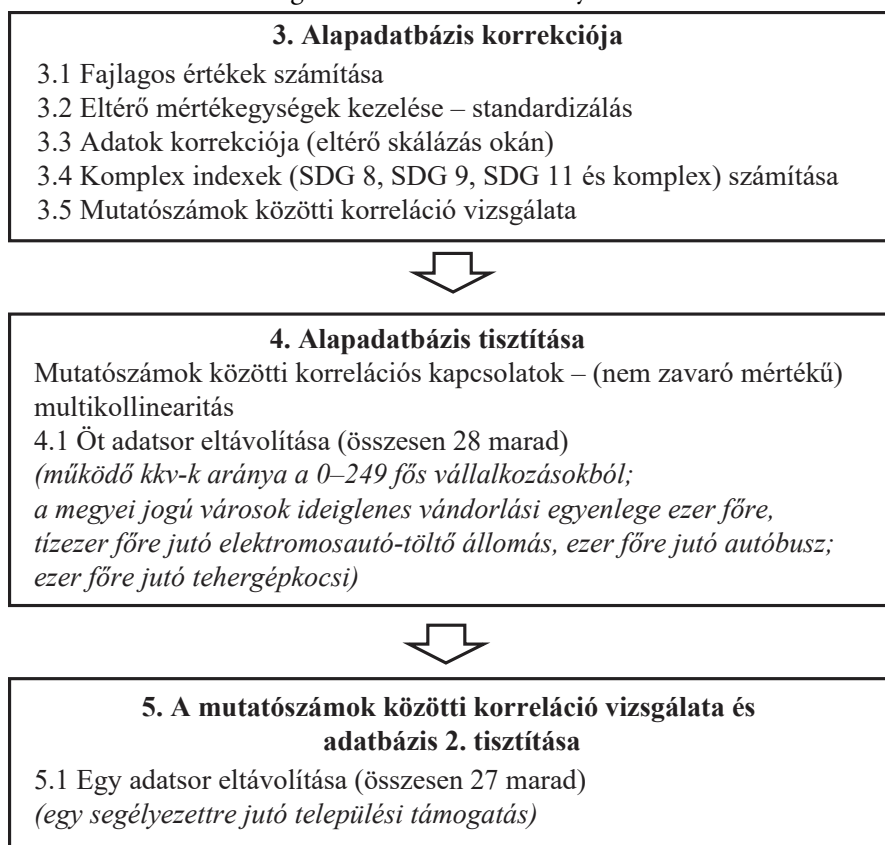 3. Alapadatbázis korrekciója
3.1 Fajlagos értékek számítása
3.2 Eltérő mértékegységek kezelése – standardizálás
3.3 Adatok korrekciója (eltérő skálázás okán)
3.4 Komplex indexek (SDG 8, SDG 9, SDG 11 és komplex) számítása
3.5 Mutatószámok közötti korreláció vizsgálata
4. Alapadatbázis tisztítása
Mutatószámok közötti korrelációs kapcsolatok – (nem zavaró mértékű)
multikollinearitás
4.1 Öt adatsor eltávolítása (összesen 28 marad)
(működő kkv-k aránya a 0–249 fős vállalkozásokból;
a megyei jogú városok ideiglenes vándorlási egyenlege ezer főre,
tízezer főre jutó elektromosautó-töltő állomás, ezer főre jutó autóbusz;
ezer főre jutó tehergépkocsi)
5. A mutatószámok közötti korreláció vizsgálata és
adatbázis 2. tisztítása
5.1 Egy adatsor eltávolítása (összesen 27 marad)
(egy segélyezettre jutó települési támogatás)